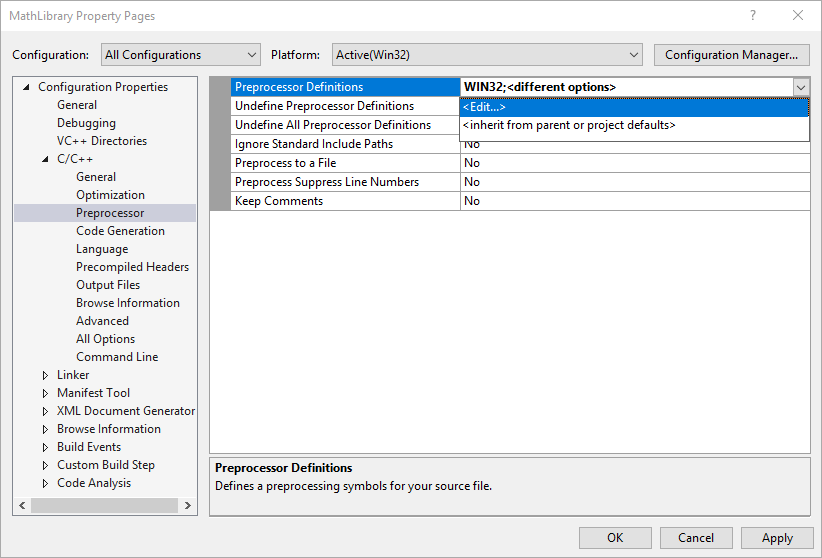 MathLibrary Property Pages
?
Configuration: All Configurations Platform: Active(Win32) Configuration Manager...
Configuration Properties
General
Debugging
VC++ Directories
C/C++
General
Optimization
Preprocessor
Code Generation
Language
Precompiled Headers
Output Files
Browse Information
Advanced
All Options
Command Line
Linker
Manifest Tool
XML Document Generator
Browse Information
Build Events
Custom Build Step
Code Analysis
Preprocessor Definitions WIN32;<different options>
Undefine Preprocessor Definitions <Edit...>
Undefine All Preprocessor Definitions <inherit from parent or project defaults>
Ignore Standard Include Paths No
Preprocess to a File No
Preprocess Suppress Line Numbers No
Keep Comments No
Preprocessor Definitions
Defines a preprocessing symbols for your source file.
OK Cancel Apply